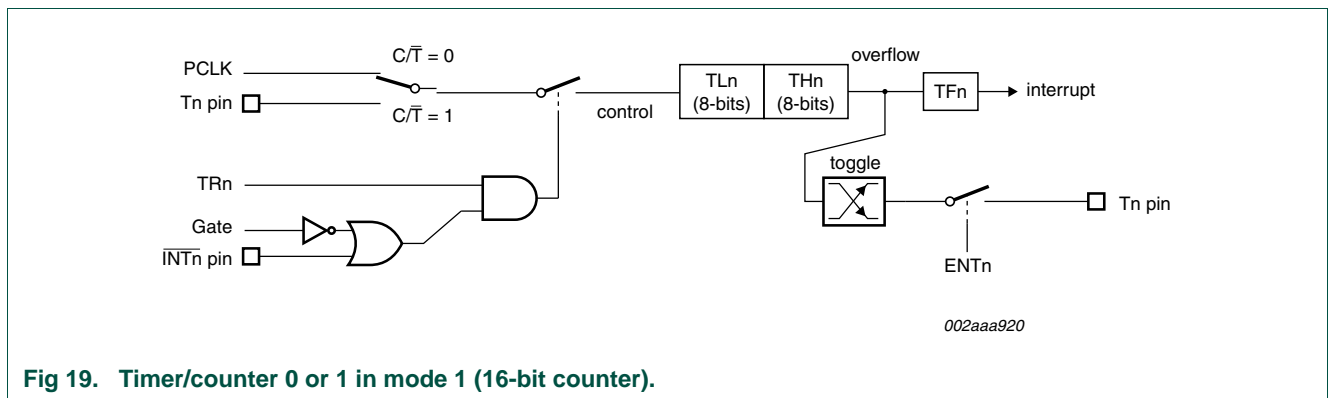 C/T̅ = 0
PCLK
Tn pin
C/T̅ = 1
TRn
Gate
I̅N̅T̅n̅ pin
control
TLn
(8-bits)
THn
(8-bits)
overflow
TFn
interrupt
toggle
Tn pin
ENTn
002aaa920
Fig 19. Timer/counter 0 or 1 in mode 1 (16-bit counter).